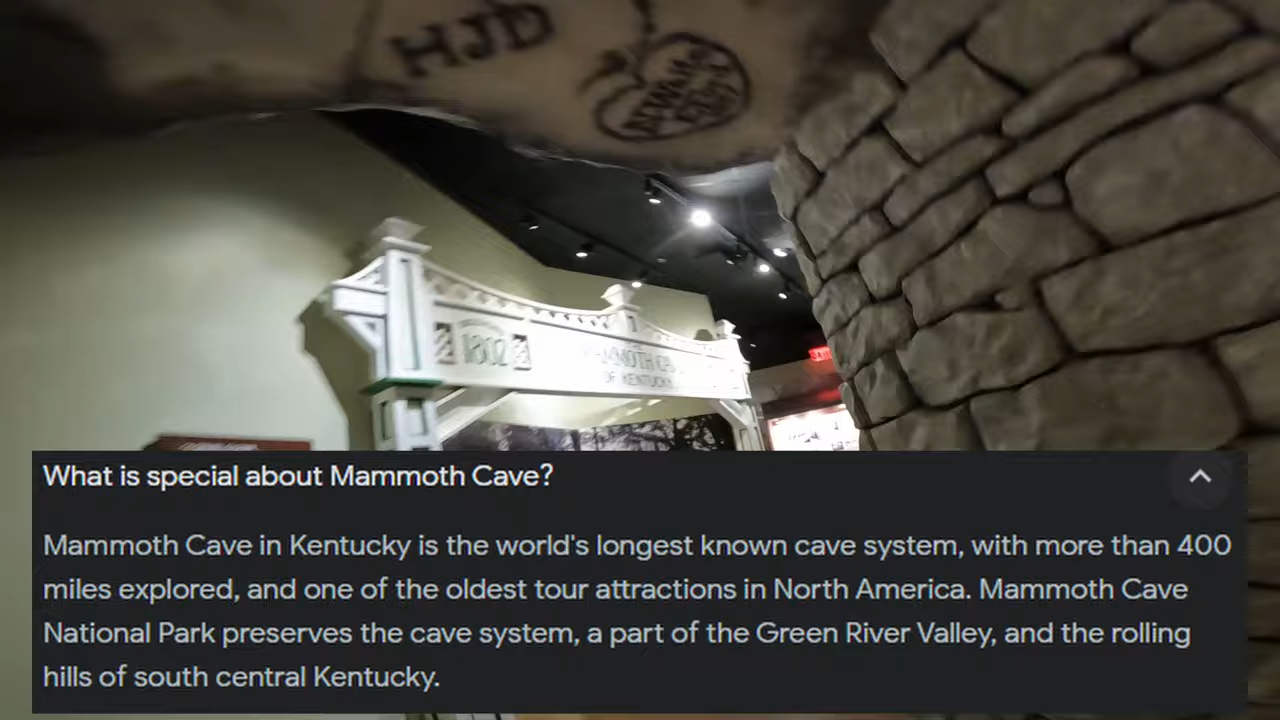 HJD
1802
MAMMOTH CAVE
OF KENTUCKY
What is special about Mammoth Cave?
Mammoth Cave in Kentucky is the world's longest known cave system, with more than 400
miles explored, and one of the oldest tour attractions in North America. Mammoth Cave
National Park preserves the cave system, a part of the Green River Valley, and the rolling
hills of south central Kentucky.